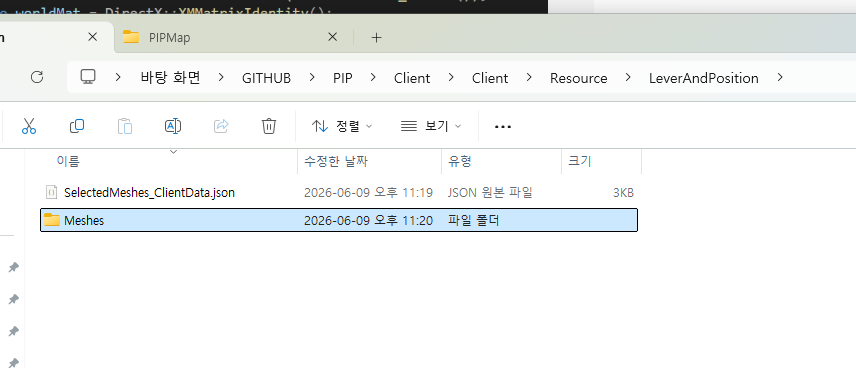 worldMat = DirectX::XMMatrixIdentity();
PIPMap
바탕 화면 > GITHUB > PIP > Client > Client > Resource > LeverAndPosition >
정렬 보기
이름 수정한 날짜 유형 크기
SelectedMeshes_ClientData.json 2026-06-09 오후 11:19 JSON 원본 파일 3KB
Meshes 2026-06-09 오후 11:20 파일 폴더